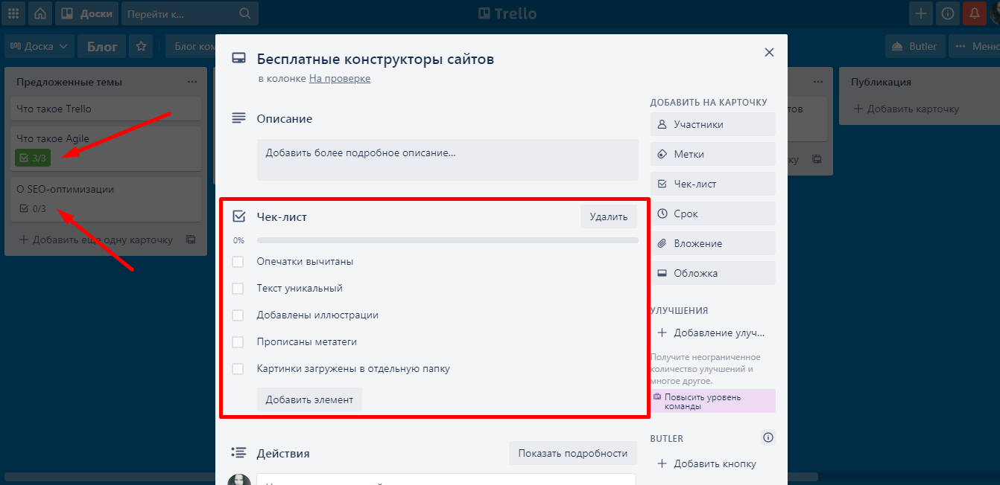 Доски
Перейти к...
Trello
Доска
Блог
Блог ком
Butler
Меню
Предложенные темы
Что такое Trello
Что такое Agile
3/3
О SEO-оптимизации
0/3
Добавить еще одну карточку
Бесплатные конструкторы сайтов
в колонке На проверке
Описание
Добавить более подробное описание...
Чек-лист
Удалить
0%
Опечатки вычитаны
Текст уникальный
Добавлены иллюстрации
Прописаны метатеги
Картинки загружены в отдельную папку
Добавить элемент
Действия
Показать подробности
ДОБАВИТЬ НА КАРТОЧКУ
Участники
Метки
Чек-лист
Срок
Вложение
Обложка
УЛУЧШЕНИЯ
Добавление улуч...
Получите неограниченное
количество улучшений и
многое другое.
Повысить уровень
команды
BUTLER
Добавить кнопку
тов
ку
Публикация
Добавить карточку